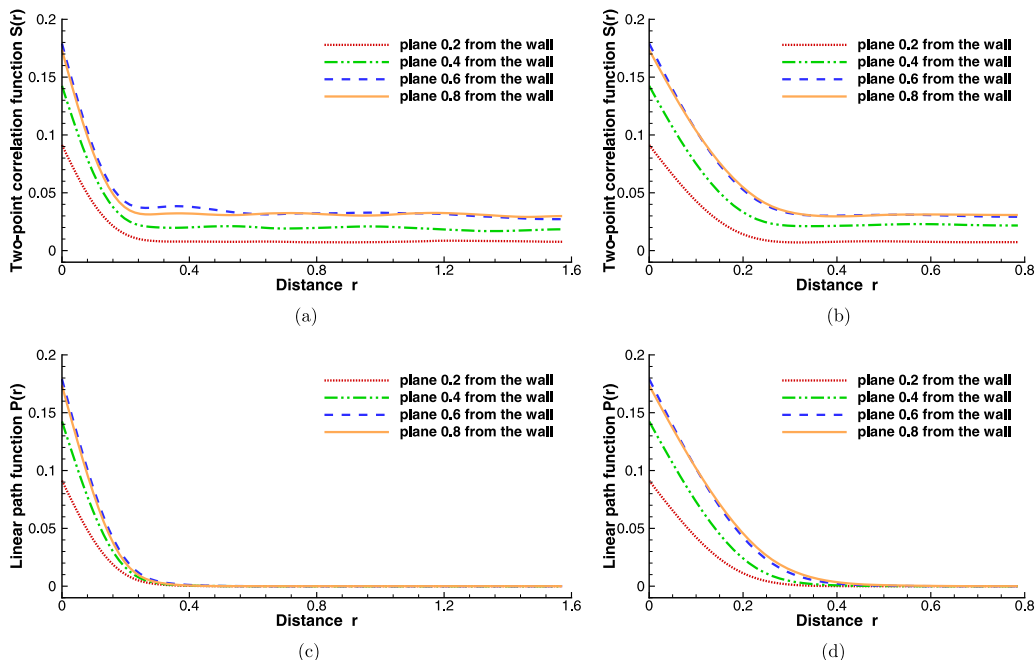 Two-point correlation function S(r)
0.2
0.15
0.1
0.05
0
plane 0.2 from the wall
plane 0.4 from the wall
plane 0.6 from the wall
plane 0.8 from the wall
0 0.4 0.8 1.2 1.6
Distance r
(a)
Two-point correlation function S(r)
0.2
0.15
0.1
0.05
0
plane 0.2 from the wall
plane 0.4 from the wall
plane 0.6 from the wall
plane 0.8 from the wall
0 0.2 0.4 0.6 0.8
Distance r
(b)
Linear path function P(r)
0.2
0.15
0.1
0.05
0
plane 0.2 from the wall
plane 0.4 from the wall
plane 0.6 from the wall
plane 0.8 from the wall
0 0.4 0.8 1.2 1.6
Distance r
(c)
Linear path function P(r)
0.2
0.15
0.1
0.05
0
plane 0.2 from the wall
plane 0.4 from the wall
plane 0.6 from the wall
plane 0.8 from the wall
0 0.2 0.4 0.6 0.8
Distance r
(d)